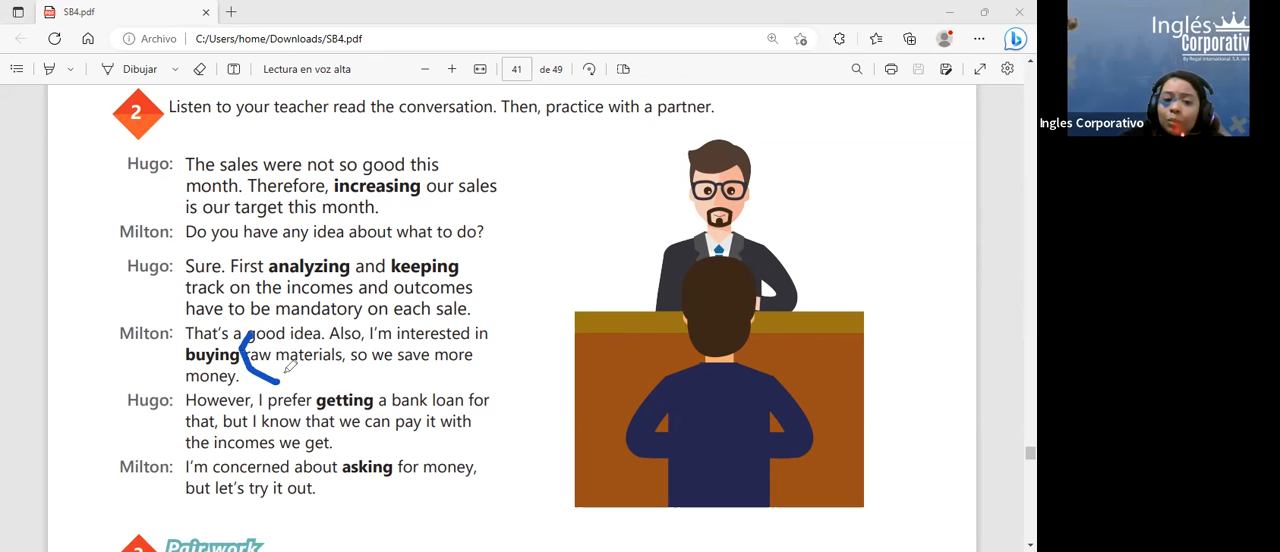 SB4.pdf
Archivo
C:/Users/home/Downloads/SB4.pdf
Dibujar
Lectura en voz alta
41
de 49
2
Listen to your teacher read the conversation. Then, practice with a partner.
Hugo: The sales were not so good this
month. Therefore, increasing our sales
is our target this month.
Milton: Do you have any idea about what to do?
Hugo: Sure. First analyzing and keeping
track on the incomes and outcomes
have to be mandatory on each sale.
Milton: That's a good idea. Also, I'm interested in
buying raw materials, so we save more
money.
Hugo: However, I prefer getting a bank loan for
that, but I know that we can pay it with
the incomes we get.
Milton: I'm concerned about asking for money,
but let's try it out.
3
Pair work
Inglés
Corporativo
Ingles Corporativo